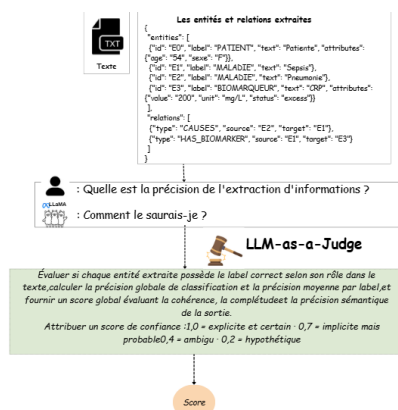 Les entités et relations extraites
{
"entities": [
{"id": "E0", "label": "PATIENT", "text": "Patiente", "attributes":
{"age": "54", "sexe": "F"}},
{"id": "E1", "label": "MALADIE", "text": "Sepsis"},
{"id": "E2", "label": "MALADIE", "text": "Pneumonie"},
{"id": "E3", "label": "BIOMARQUEUR", "text": "CRP", "attributes":
{"value": "200", "unit": "mg/L", "status": "excess"}}
],
"relations": [
{"type": "CAUSES", "source": "E2", "target": "E1"},
{"type": "HAS_BIOMARKER", "source": "E1", "target": "E3"}
]
}
TXT
Texte
: Quelle est la précision de l'extraction d'informations ?
LLaMA
: Comment le saurais-je ?
LLM-as-a-Judge
Évaluer si chaque entité extraite possède le label correct selon son rôle dans le
texte,calculer la précision globale de classification et la précision moyenne par label,et
fournir un score global évaluant la cohérence, la complétudeet la précision sémantique
de la sortie.
Attribuer un score de confiance :1,0 = explicite et certain · 0,7 = implicite mais
probable0,4 = ambigu · 0,2 = hypothétique
Score